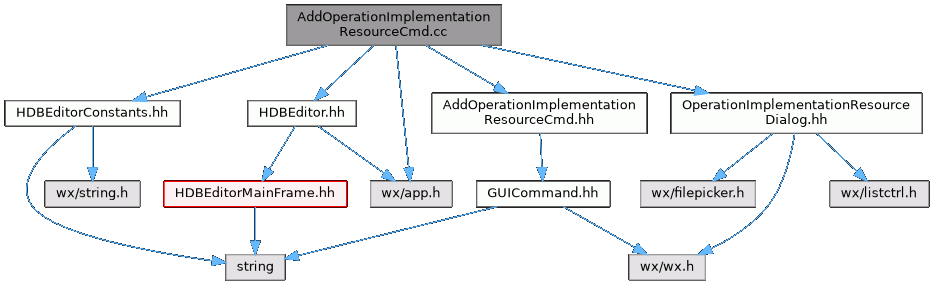 AddOperationImplementation
ResourceCmd.cc
HDBEditorConstants.hh
HDBEditor.hh
AddOperationImplementation
ResourceCmd.hh
OperationImplementationResource
Dialog.hh
wx/string.h
HDBEditorMainFrame.hh
wx/app.h
GUICommand.hh
wx/filepicker.h
wx/listctrl.h
string
wx/wx.h